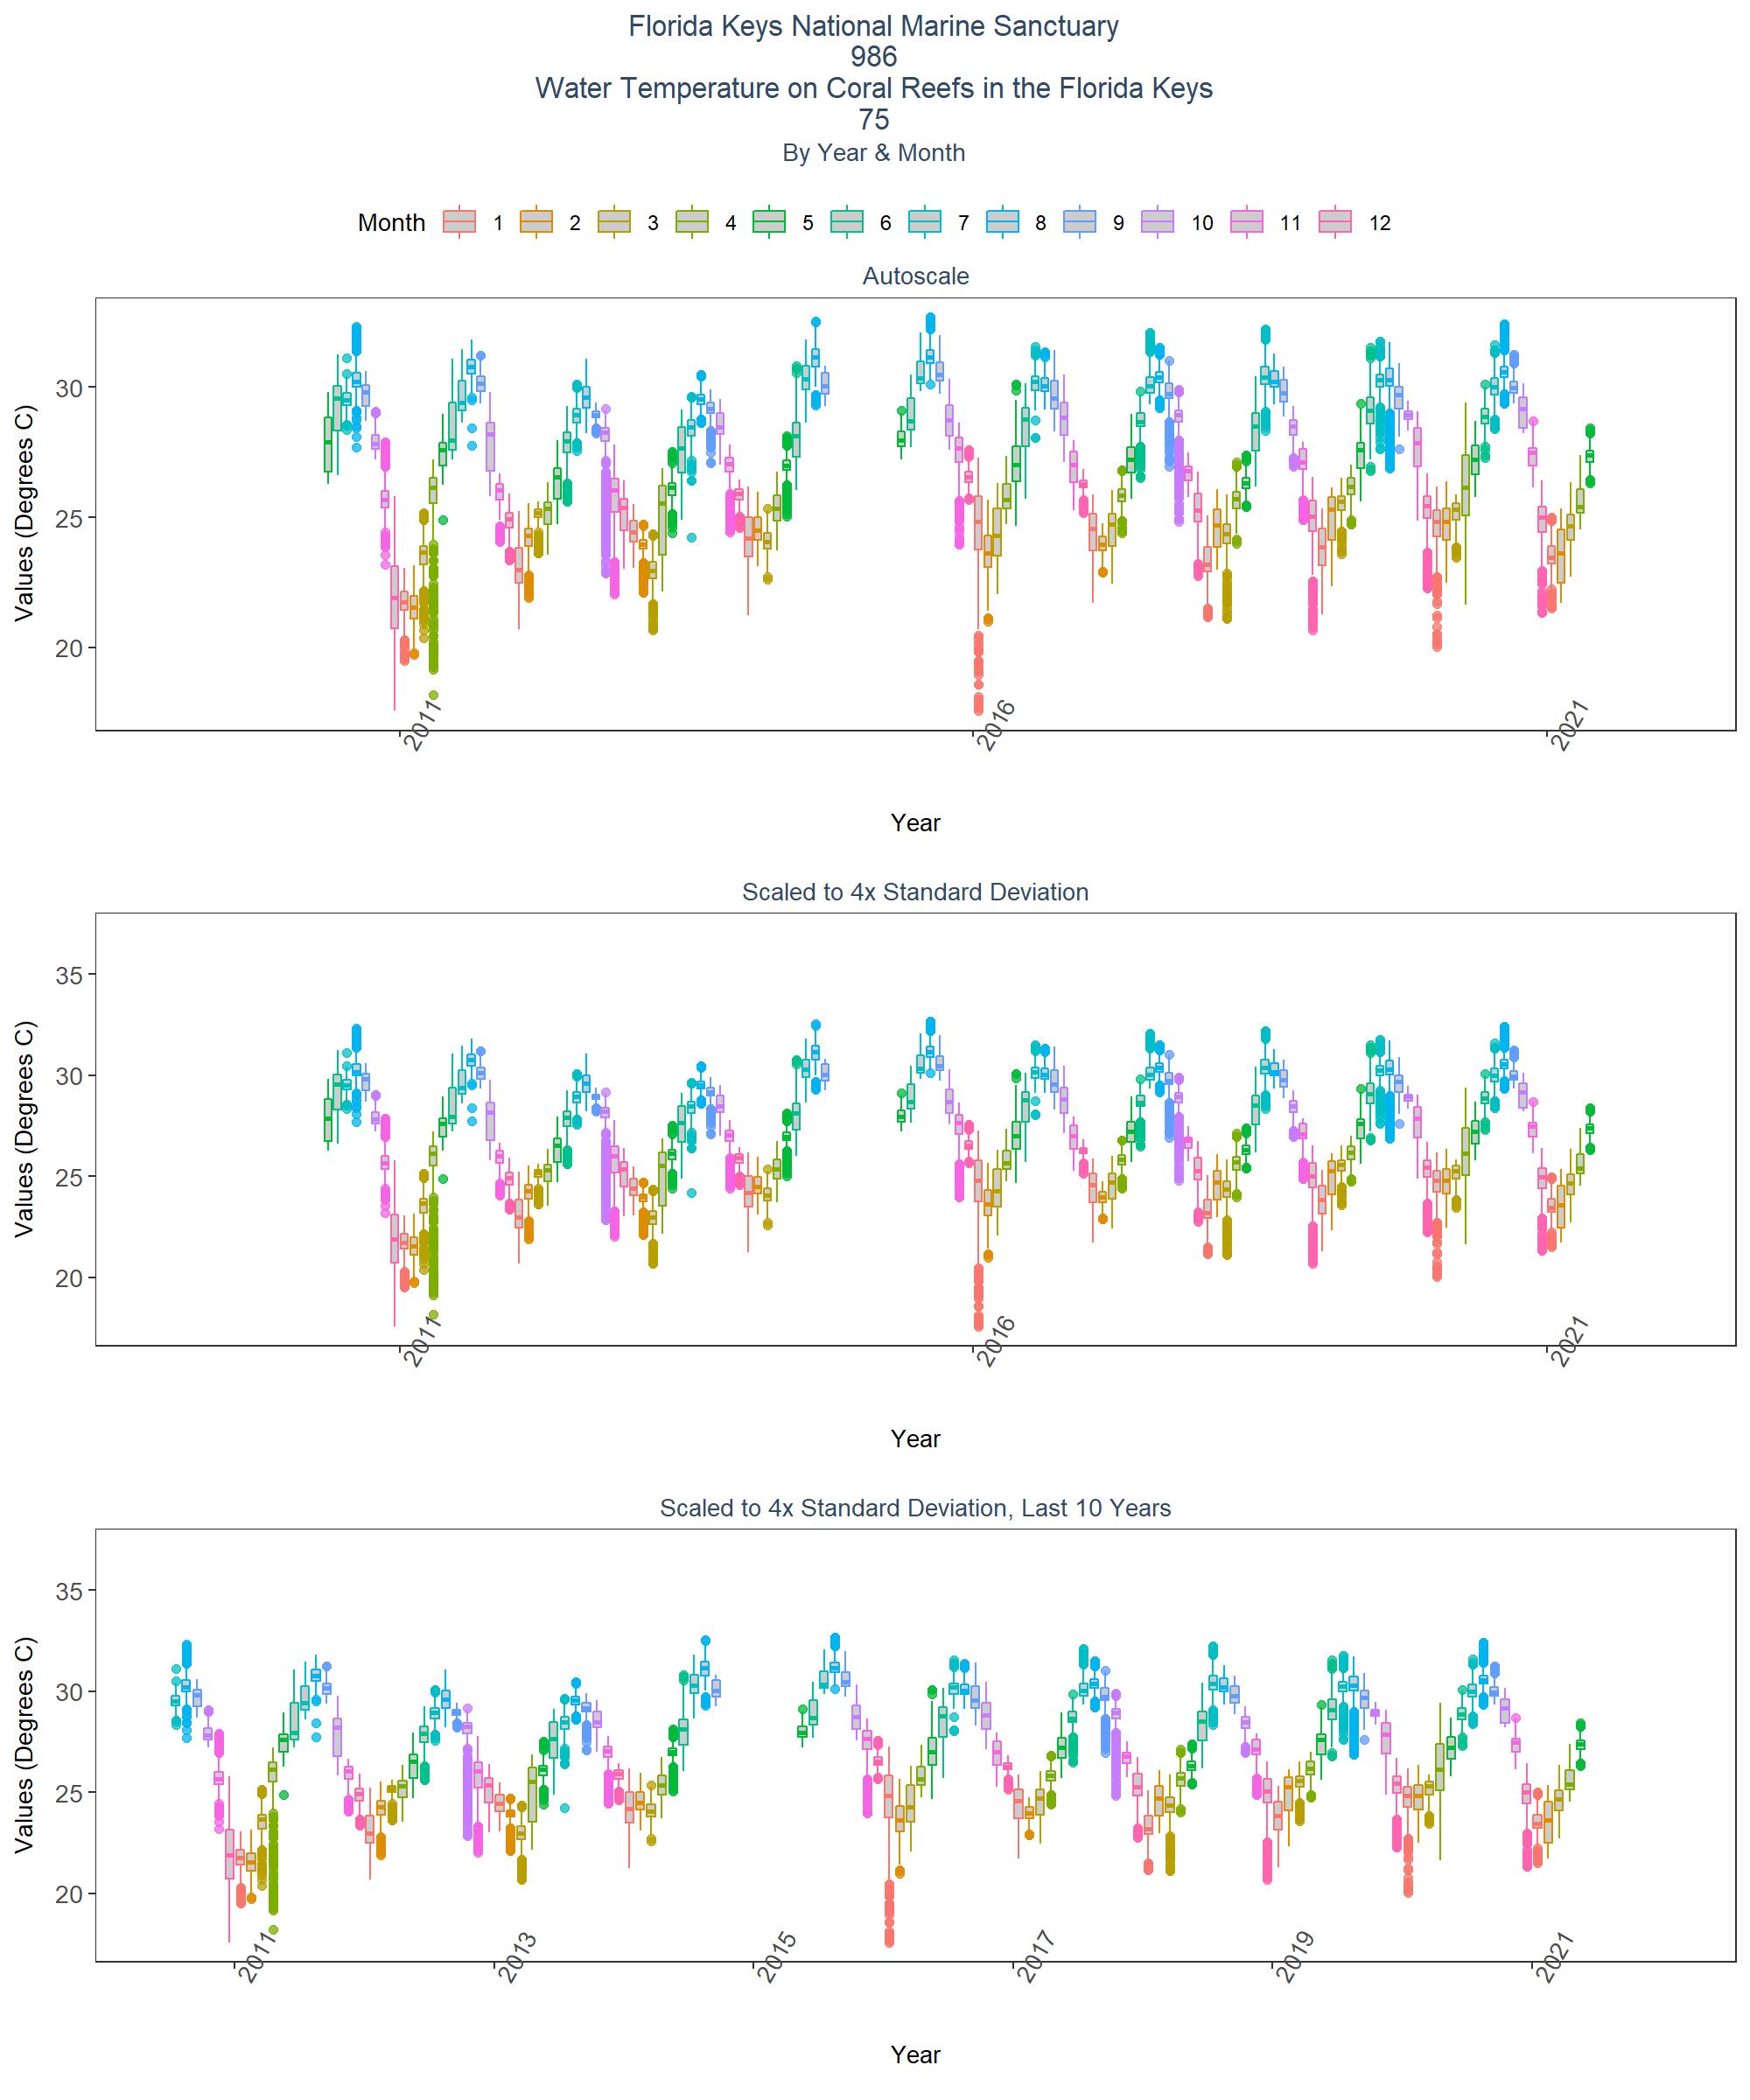 Florida Keys National Marine Sanctuary
986
Water Temperature on Coral Reefs in the Florida Keys
75
By Year & Month
Month 1 2 3 4 5 6 7 8 9 10 11 12
Autoscale
Values (Degrees C)
30
25
20
2011 2016 2021
Year
Scaled to 4x Standard Deviation
Values (Degrees C)
35
30
25
20
2011 2016 2021
Year
Scaled to 4x Standard Deviation, Last 10 Years
Values (Degrees C)
35
30
25
20
2011 2013 2015 2017 2019 2021
Year